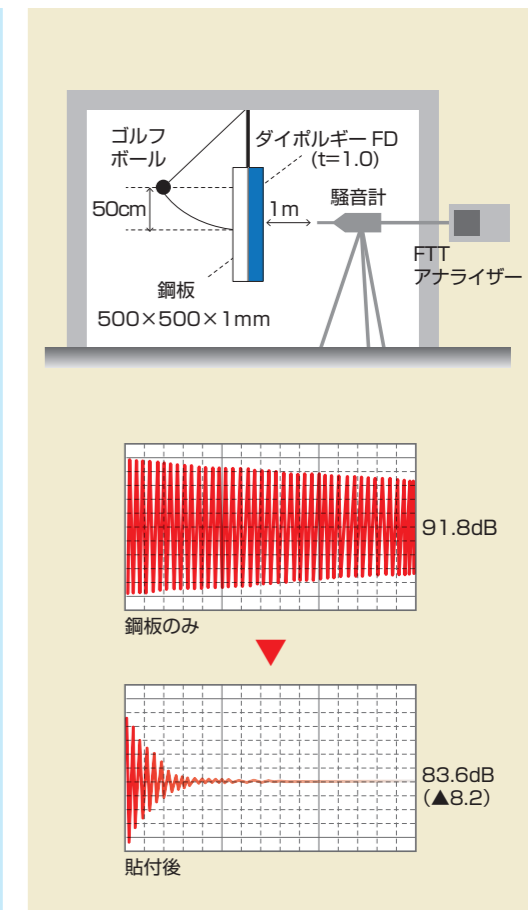 ゴルフ
ボール
ダイポルギー FD
(t=1.0)
騒音計
50cm
1m
FTT
アナライザー
鋼板
500×500×1mm
91.8dB
鋼板のみ
83.6dB
(▲8.2)
貼付後